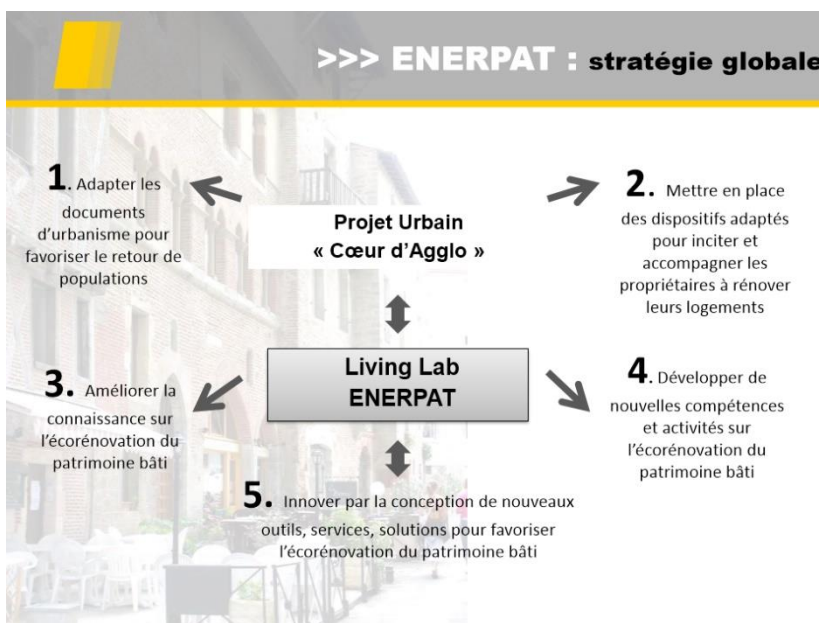 >>> ENERPAT : stratégie globale
1. Adapter les
documents
d'urbanisme pour
favoriser le retour de
populations
Projet Urbain
« Cœur d'Agglo »
2. Mettre en place
des dispositifs adaptés
pour inciter et
accompagner les
propriétaires à rénover
leurs logements
3. Améliorer la
connaissance sur
l'écorénovation du
patrimoine bâti
Living Lab
ENERPAT
4. Développer de
nouvelles compétences
et activités sur
l'écorénovation du
patrimoine bâti
5. Innover par la conception de nouveaux
outils, services, solutions pour favoriser
l'écorénovation du patrimoine bâti